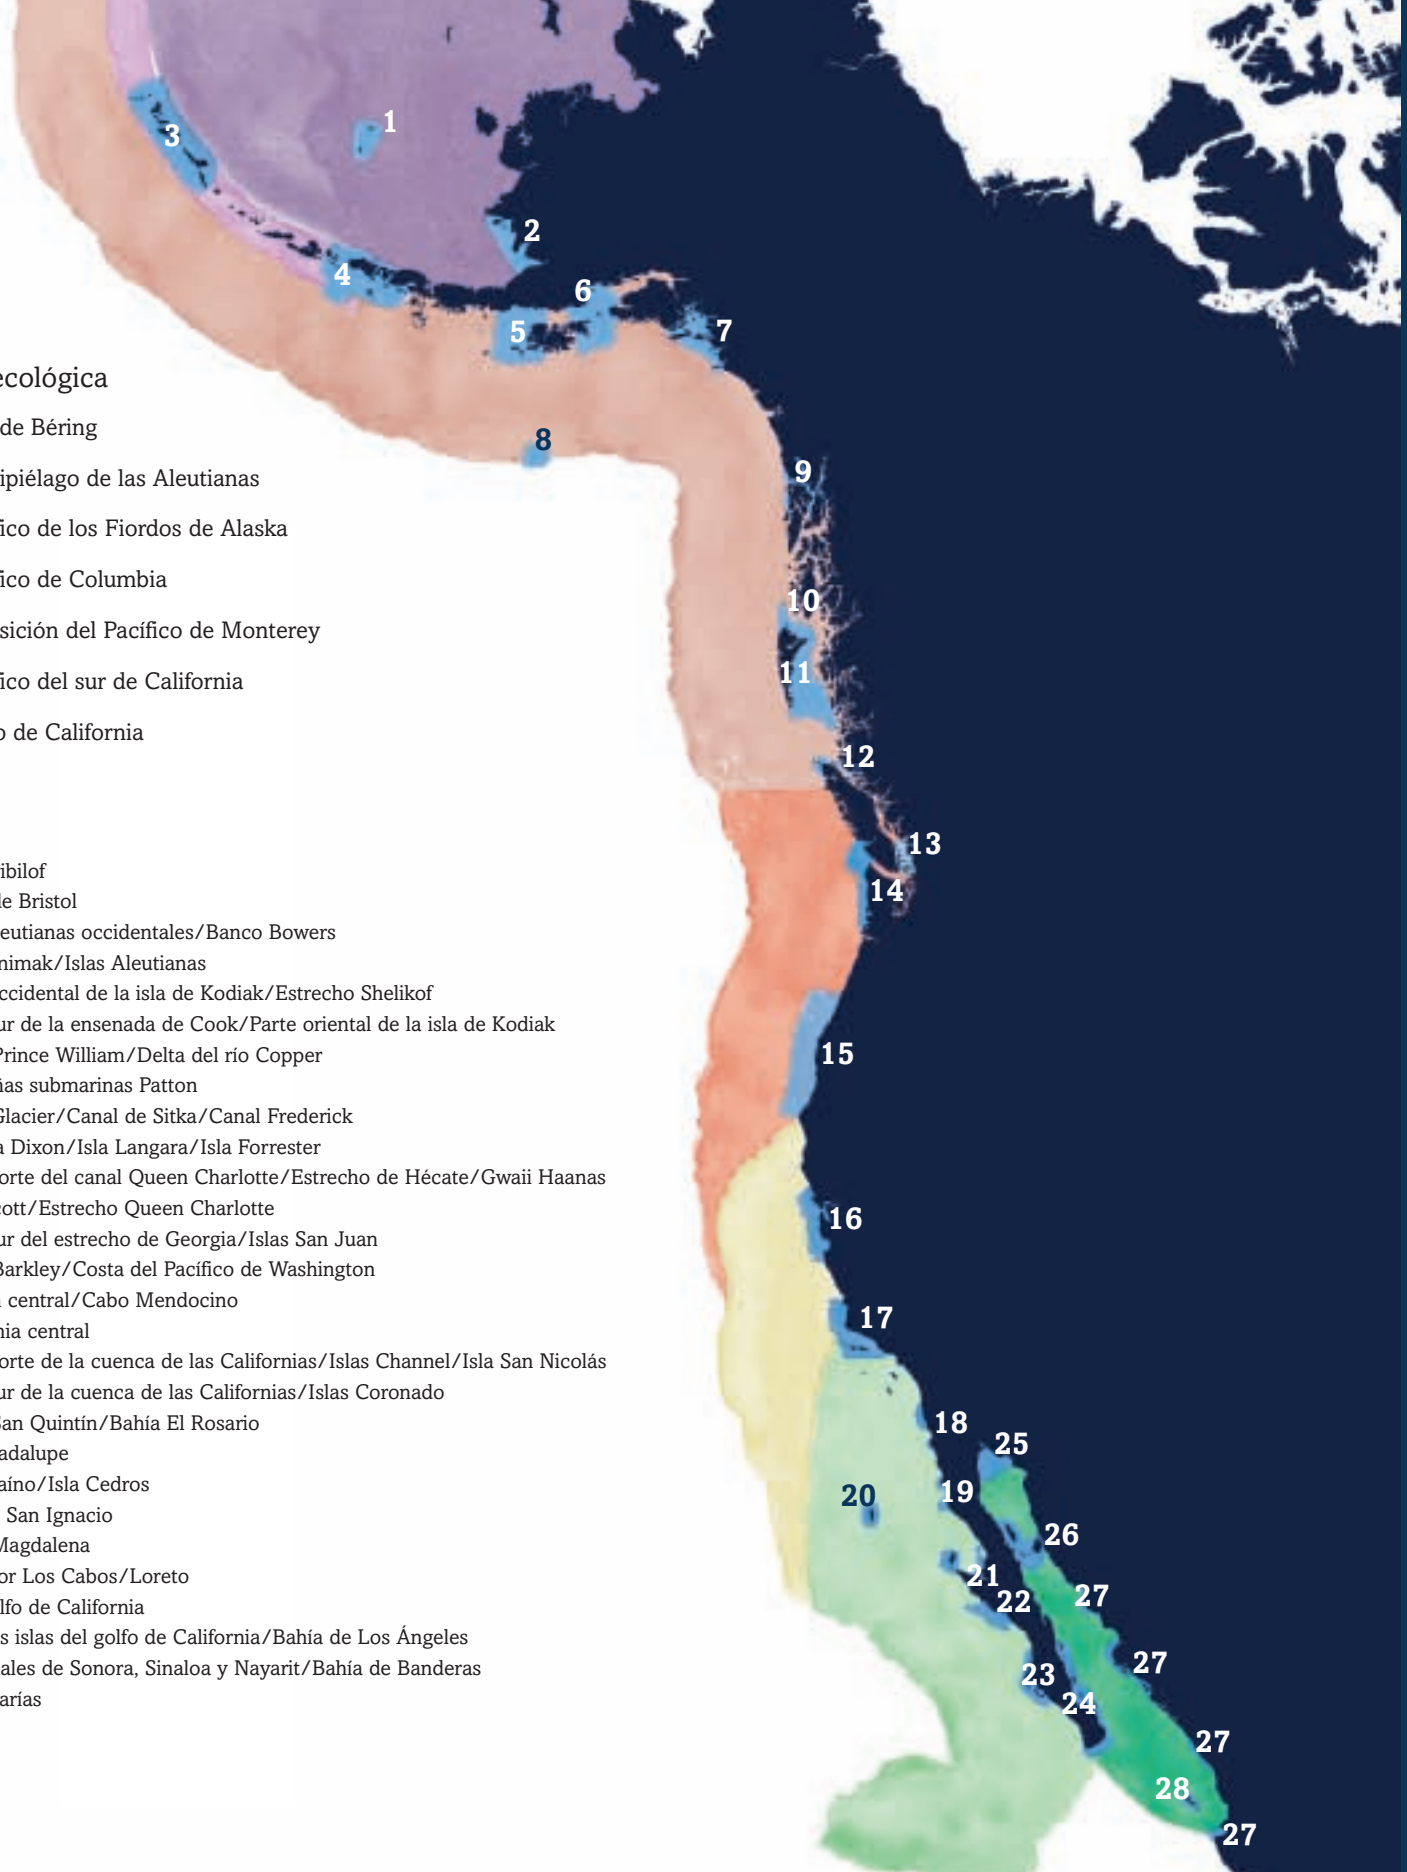 ecológica
de Béring
ipiélago de las Aleutianas
fico de los Fiordos de Alaska
fico de Columbia
sición del Pacífico de Monterey
fico del sur de California
o de California
ibilof
de Bristol
eutianas occidentales/Banco Bowers
nimak/Islas Aleutianas
ccidental de la isla de Kodiak/Estrecho Shelikof
ur de la ensenada de Cook/Parte oriental de la isla de Kodiak
Prince William/Delta del río Copper
ñas submarinas Patton
Glacier/Canal de Sitka/Canal Frederick
a Dixon/Isla Langara/Isla Forrester
orte del canal Queen Charlotte/Estrecho de Hécate/Gwaii Haanas
cott/Estrecho Queen Charlotte
ur del estrecho de Georgia/Islas San Juan
Barkley/Costa del Pacífico de Washington
n central/Cabo Mendocino
nia central
orte de la cuenca de las Californias/Islas Channel/Isla San Nicolás
ur de la cuenca de las Californias/Islas Coronado
San Quintín/Bahía El Rosario
adalupe
aíno/Isla Cedros
San Ignacio
Magdalena
or Los Cabos/Loreto
lfo de California
s islas del golfo de California/Bahía de Los Ángeles
ales de Sonora, Sinaloa y Nayarit/Bahía de Banderas
arías
1
2
3
4
5
6
7
8
9
10
11
12
13
14
15
16
17
18
19
20
21
22
23
24
25
26
27
27
27
28
27